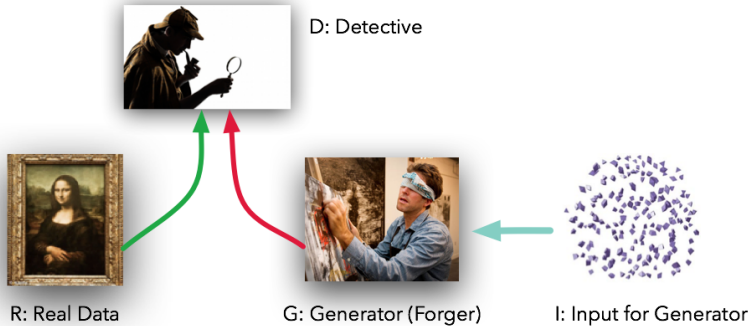 D: Detective
R: Real Data
G: Generator (Forger)
I: Input for Generator